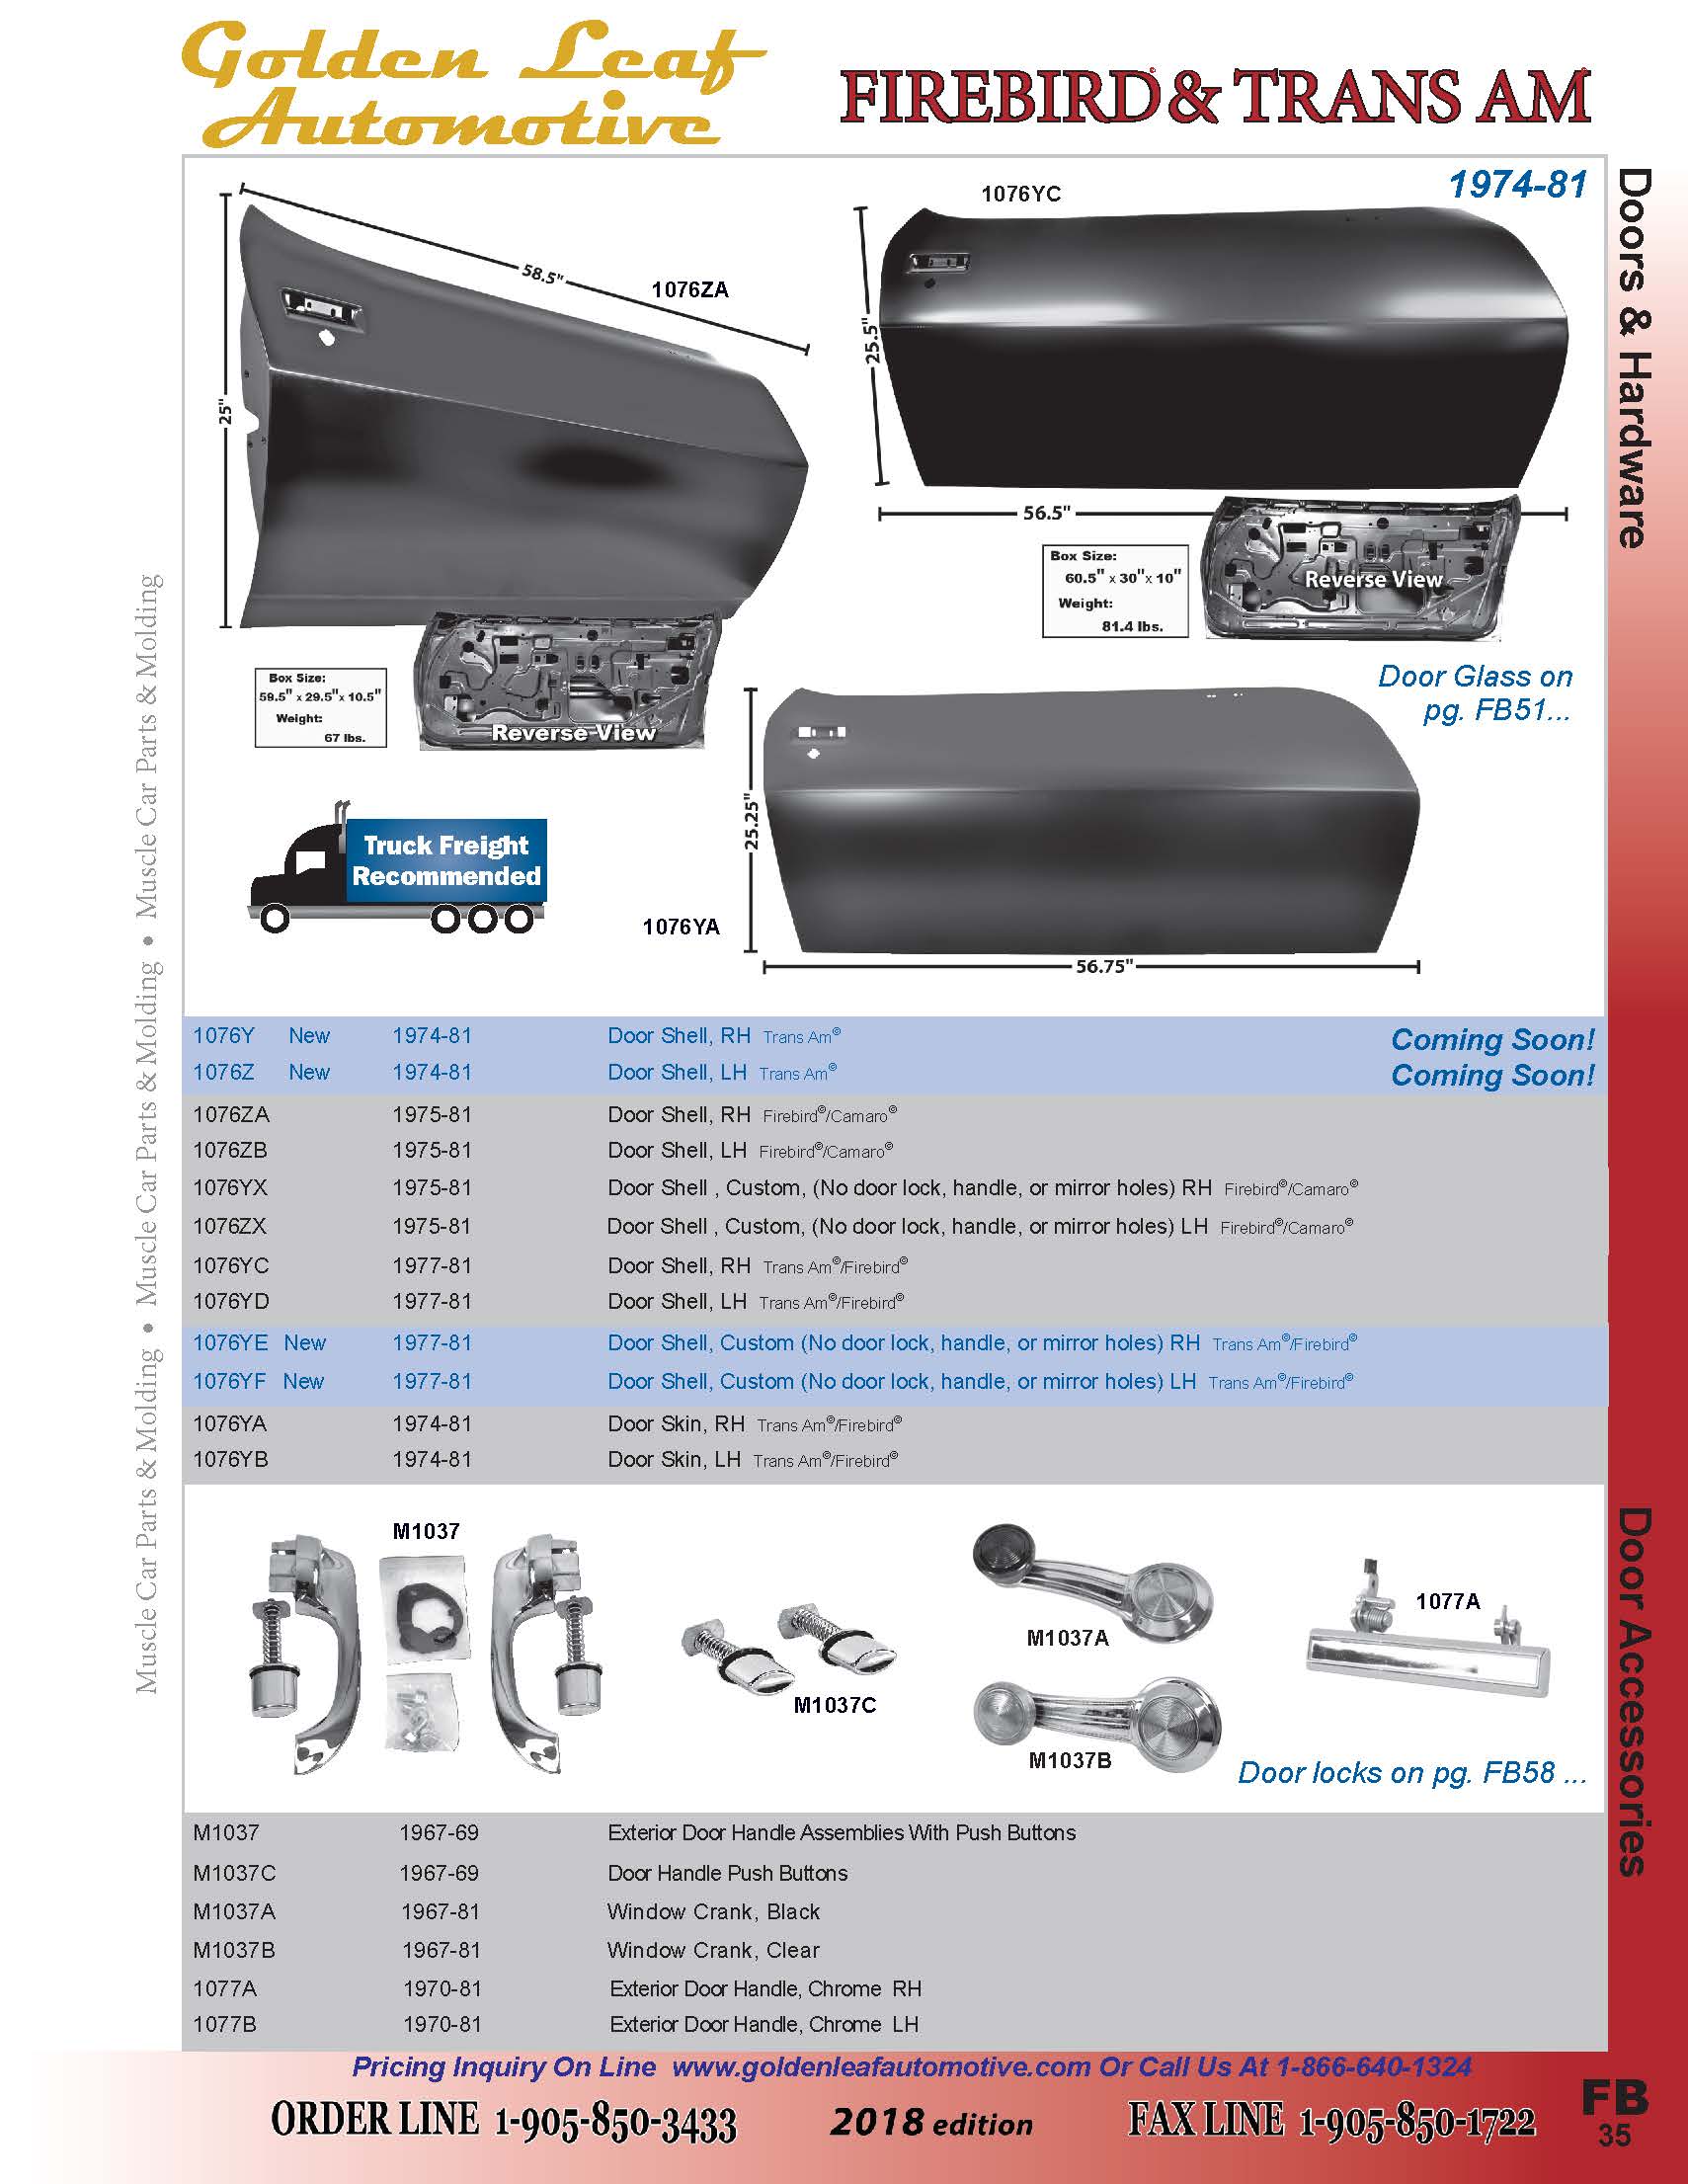 Golden Leaf
Automotive
FIREBIRD & TRANS AM
1974-81
Doors & Hardware
58.5"
1076ZA
25"
1076YC
25.5"
56.5"
Box Size:
60.5" x 30"x 10"
Weight:
81.4 lbs.
Reverse View
Box Size:
59.5" x 29.5"x 10.5"
Weight:
67 lbs.
Reverse View
Door Glass on
pg. FB51...
Truck Freight
Recommended
1076YA
25.25"
56.75"
Muscle Car Parts & Molding • Muscle Car Parts & Molding • Muscle Car Parts & Molding
1076Y New 1974-81 Door Shell, RH Trans Am® Coming Soon!
1076Z New 1974-81 Door Shell, LH Trans Am® Coming Soon!
1076ZA 1975-81 Door Shell, RH Firebird®/Camaro®
1076ZB 1975-81 Door Shell, LH Firebird®/Camaro®
1076YX 1975-81 Door Shell , Custom, (No door lock, handle, or mirror holes) RH Firebird®/Camaro®
1076ZX 1975-81 Door Shell , Custom, (No door lock, handle, or mirror holes) LH Firebird®/Camaro®
1076YC 1977-81 Door Shell, RH Trans Am®/Firebird®
1076YD 1977-81 Door Shell, LH Trans Am®/Firebird®
1076YE New 1977-81 Door Shell, Custom (No door lock, handle, or mirror holes) RH Trans Am®/Firebird®
1076YF New 1977-81 Door Shell, Custom (No door lock, handle, or mirror holes) LH Trans Am®/Firebird®
1076YA 1974-81 Door Skin, RH Trans Am®/Firebird®
1076YB 1974-81 Door Skin, LH Trans Am®/Firebird®
Door Accessories
M1037
M1037C
M1037A
M1037B
1077A
Door locks on pg. FB58 ...
M1037 1967-69 Exterior Door Handle Assemblies With Push Buttons
M1037C 1967-69 Door Handle Push Buttons
M1037A 1967-81 Window Crank, Black
M1037B 1967-81 Window Crank, Clear
1077A 1970-81 Exterior Door Handle, Chrome RH
1077B 1970-81 Exterior Door Handle, Chrome LH
Pricing Inquiry On Line www.goldenleafautomotive.com Or Call Us At 1-866-640-1324
ORDER LINE 1-905-850-3433 2018 edition FAX LINE 1-905-850-1722
FB
35